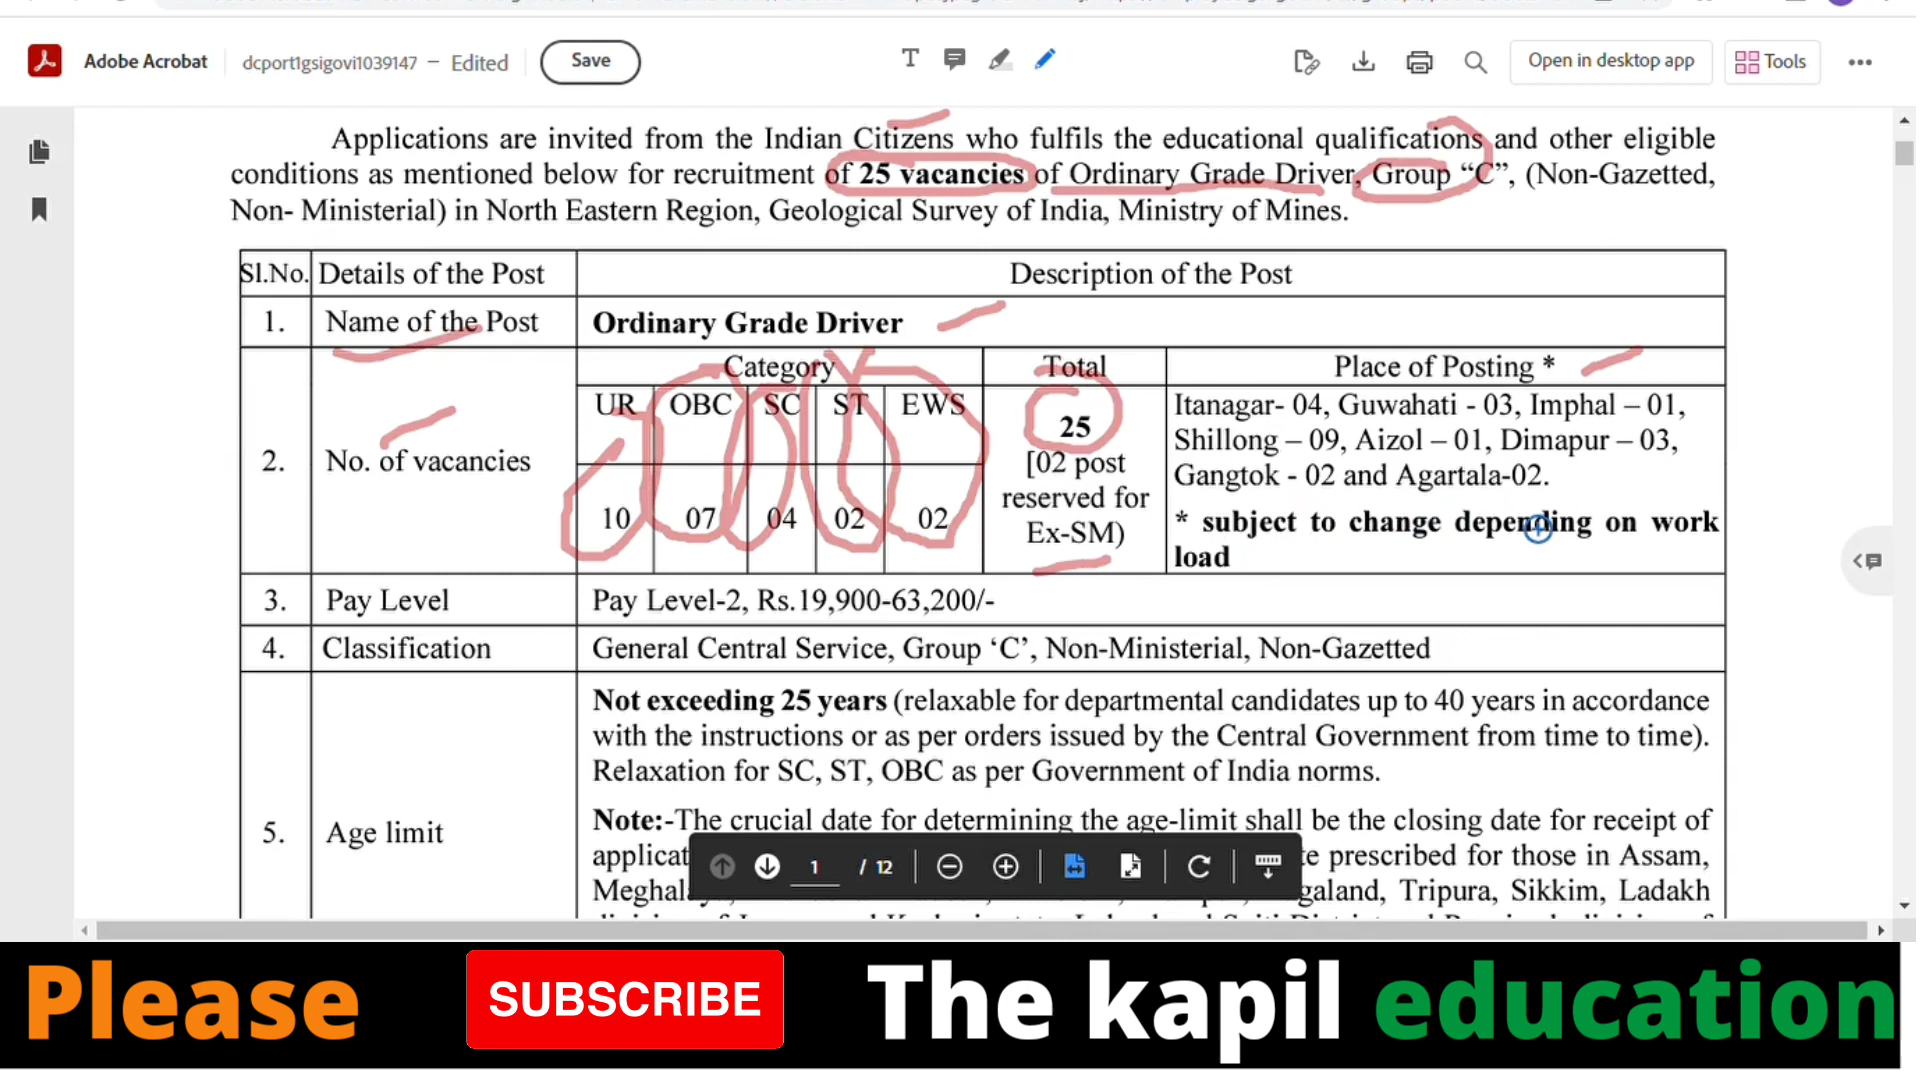 Adobe Acrobat dcport1gsigovi1039147 – Edited Save T Open in desktop app Tools
Applications are invited from the Indian Citizens who fulfils the educational qualifications and other eligible
conditions as mentioned below for recruitment of 25 vacancies of Ordinary Grade Driver, Group “C”, (Non-Gazetted,
Non- Ministerial) in North Eastern Region, Geological Survey of India, Ministry of Mines.
Sl.No. Details of the Post Description of the Post
1. Name of the Post Ordinary Grade Driver
Category Total Place of Posting *
2. No. of vacancies
UR OBC SC ST EWS
10 07 04 02 02
25
[02 post
reserved for
Ex-SM)
Itanagar- 04, Guwahati - 03, Imphal – 01,
Shillong – 09, Aizol – 01, Dimapur – 03,
Gangtok - 02 and Agartala-02.
* subject to change depending on work
load
3. Pay Level Pay Level-2, Rs.19,900-63,200/-
4. Classification General Central Service, Group ‘C’, Non-Ministerial, Non-Gazetted
5. Age limit
Not exceeding 25 years (relaxable for departmental candidates up to 40 years in accordance
with the instructions or as per orders issued by the Central Government from time to time).
Relaxation for SC, ST, OBC as per Government of India norms.
Note:-The crucial date for determining the age-limit shall be the closing date for receipt of
prescribed for those in Assam,
Tripura, Sikkim, Ladakh
1 / 12
Please SUBSCRIBE The kapil education